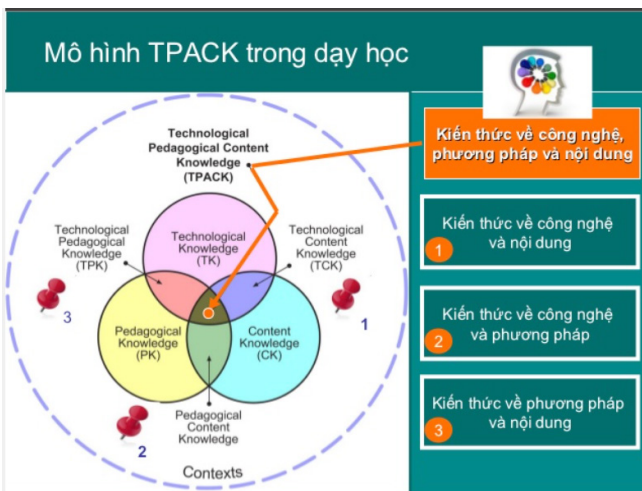 Mô hình TPACK trong dạy học
Technological
Pedagogical Content
Knowledge
(TPACK)
Technological
Pedagogical
Knowledge
(TPK)
Technological
Knowledge
(TK)
Technological
Content
Knowledge
(TCK)
3
1
Pedagogical
Knowledge
(PK)
Content
Knowledge
(CK)
2
Pedagogical
Content
Knowledge
Contexts
Kiến thức về công nghệ,
phương pháp và nội dung
Kiến thức về công nghệ
và nội dung
1
Kiến thức về công nghệ
và phương pháp
2
Kiến thức về phương pháp
và nội dung
3